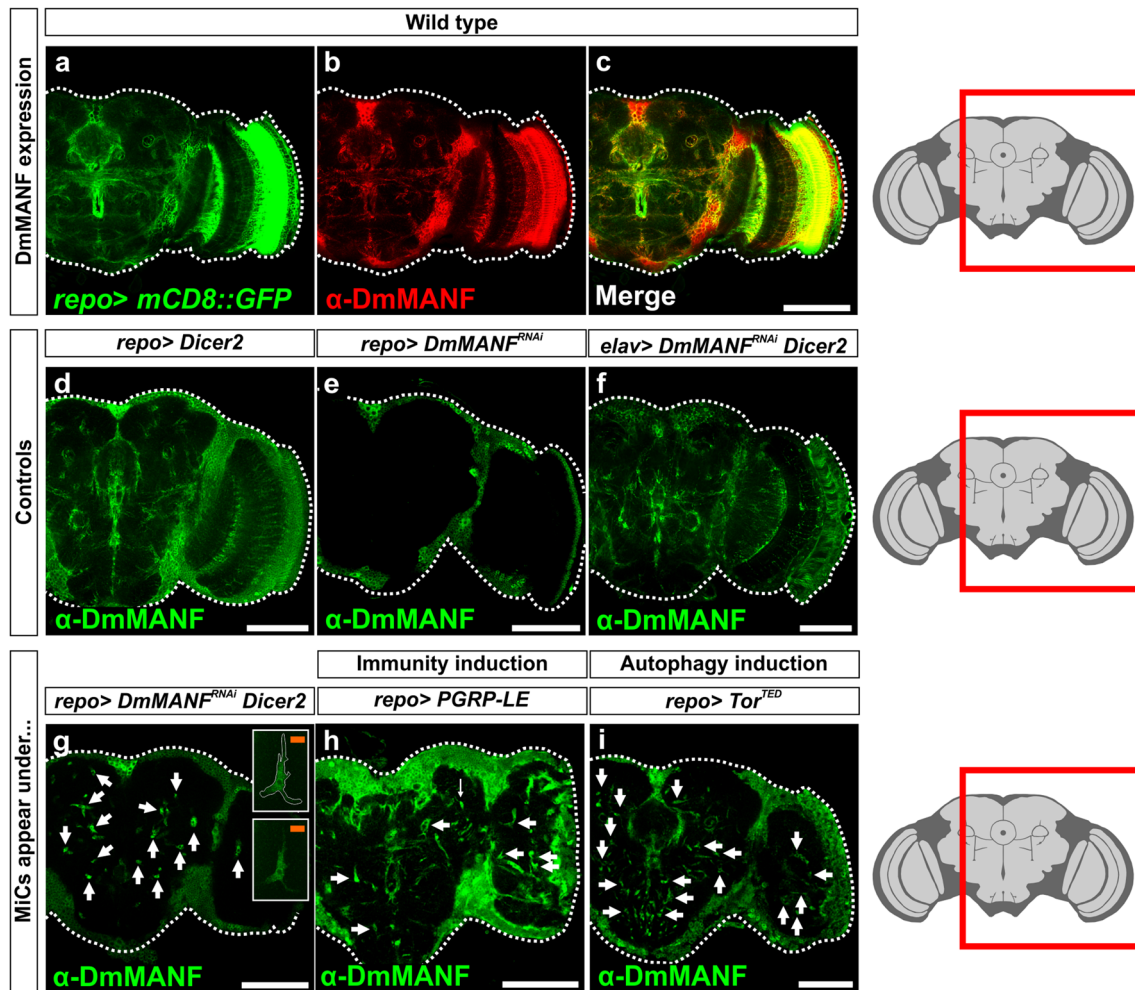 Wild type
DmMANF expression
a
b
c
repo> mCD8::GFP
α-DmMANF
Merge
Controls
repo> Dicer2
repo> DmMANF^RNAi
elav> DmMANF^RNAi Dicer2
d
e
f
α-DmMANF
α-DmMANF
α-DmMANF
MiCs appear under...
Immunity induction
Autophagy induction
repo> DmMANF^RNAi Dicer2
repo> PGRP-LE
repo> Tor^TED
g
h
i
α-DmMANF
α-DmMANF
α-DmMANF